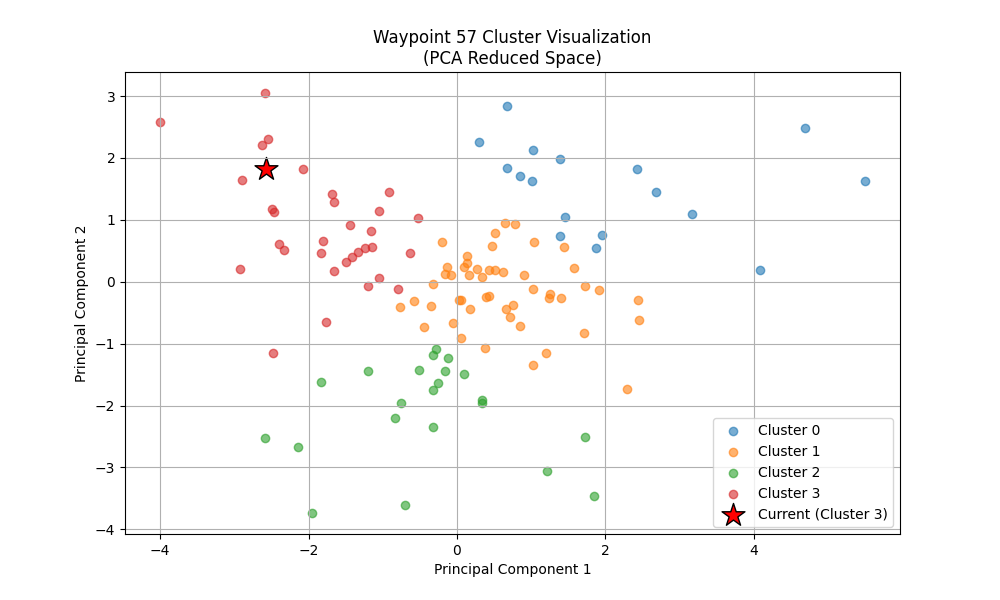 Waypoint 57 Cluster Visualization
(PCA Reduced Space)
Principal Component 2
3
2
1
0
−1
−2
−3
−4
−4
−2
0
2
4
Principal Component 1
Cluster 0
Cluster 1
Cluster 2
Cluster 3
Current (Cluster 3)